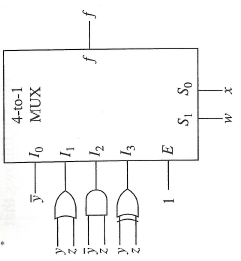 4-to-1
MUX
f
f
y̅
I₀
y
z
I₁
y̅
z
I₂
y
z
I₃
1
E
S₁
S₀
w
x